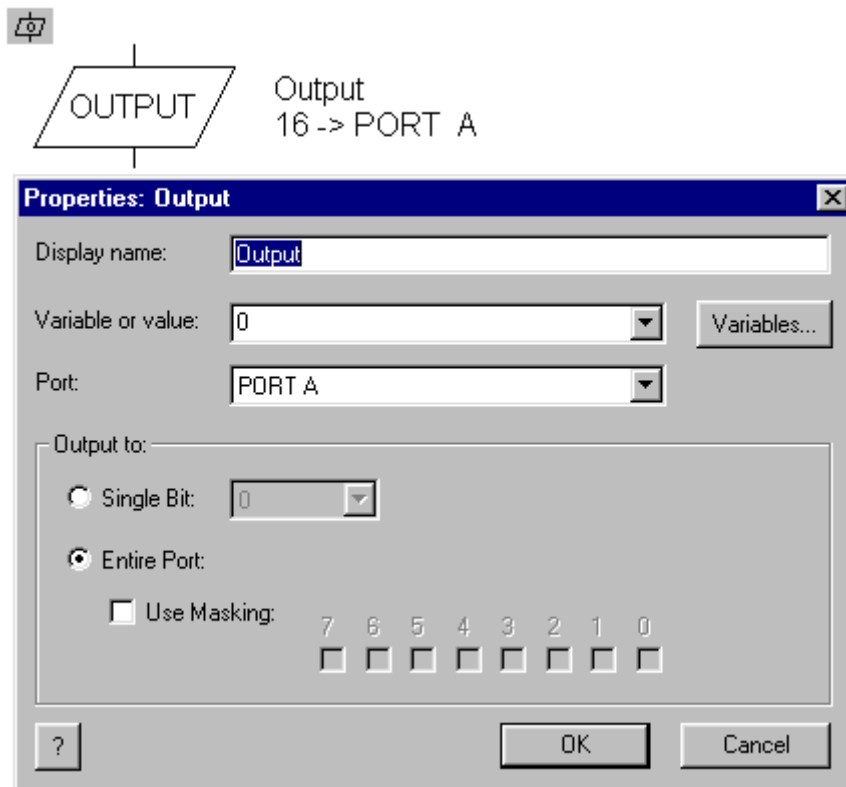 OUTPUT
Output
16 -> PORT A
Properties: Output
Display name: Output
Variable or value: 0 Variables...
Port: PORT A
Output to:
Single Bit: 0
Entire Port:
Use Masking: 7 6 5 4 3 2 1 0
? OK Cancel